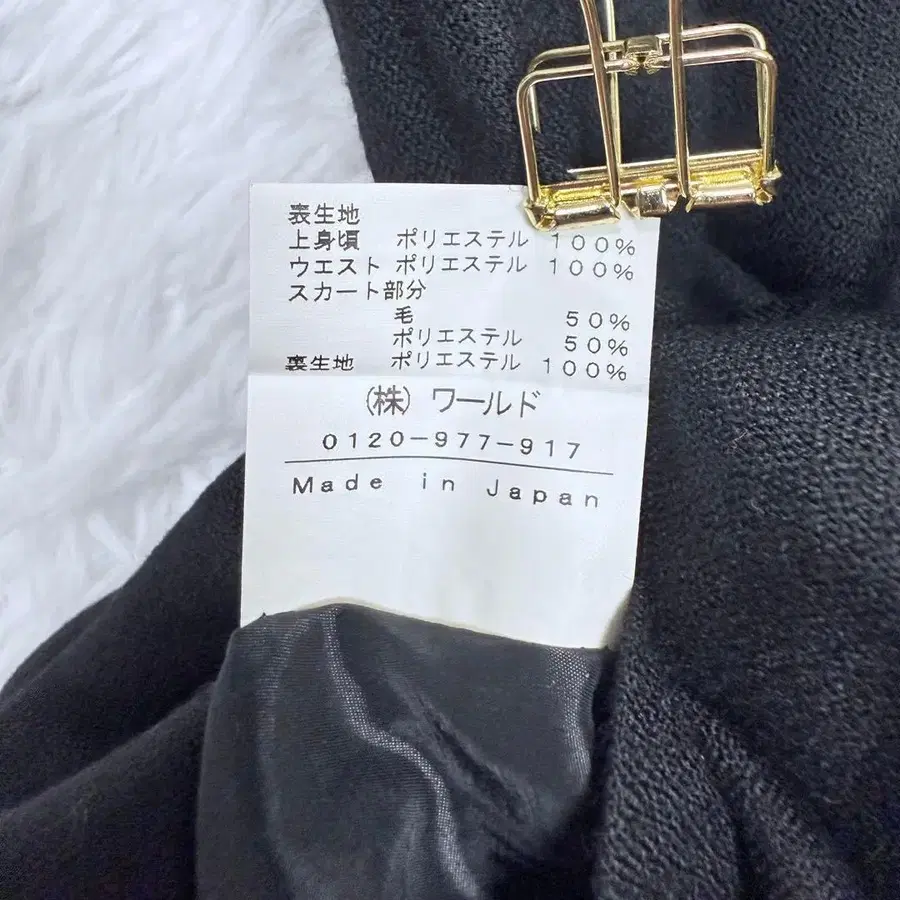 表生地
上身頃 ポリエステル 100%
ウエスト ポリエステル 100%
スカート部分
毛 50%
ポリエステル 50%
裏生地 ポリエステル 100%
(株) ワールド
0120-977-917
Made in Japan